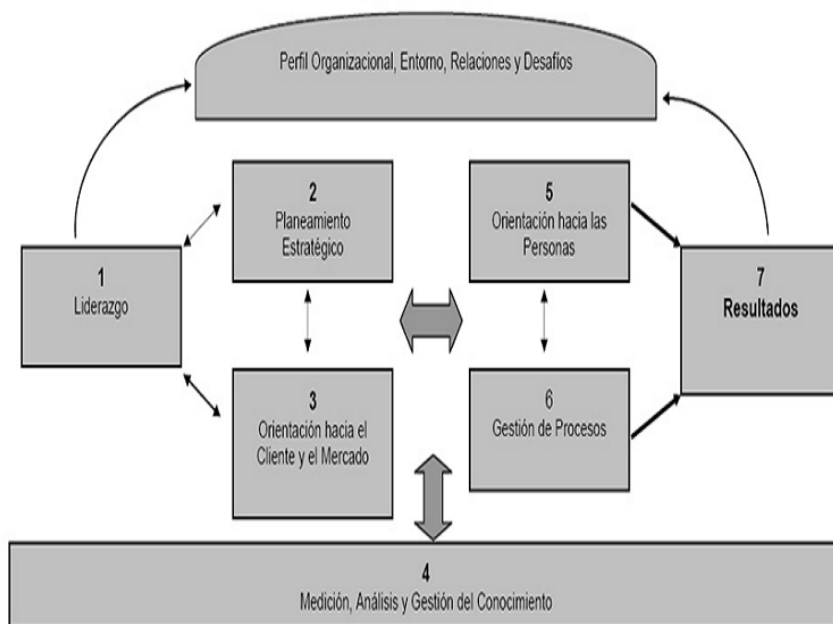 Perfil Organizacional, Entorno, Relaciones y Desafíos
1
Liderazgo
2
Planeamiento
Estratégico
3
Orientación hacia el
Cliente y el Mercado
5
Orientación hacia las
Personas
6
Gestión de Procesos
7
Resultados
4
Medición, Análisis y Gestión del Conocimiento